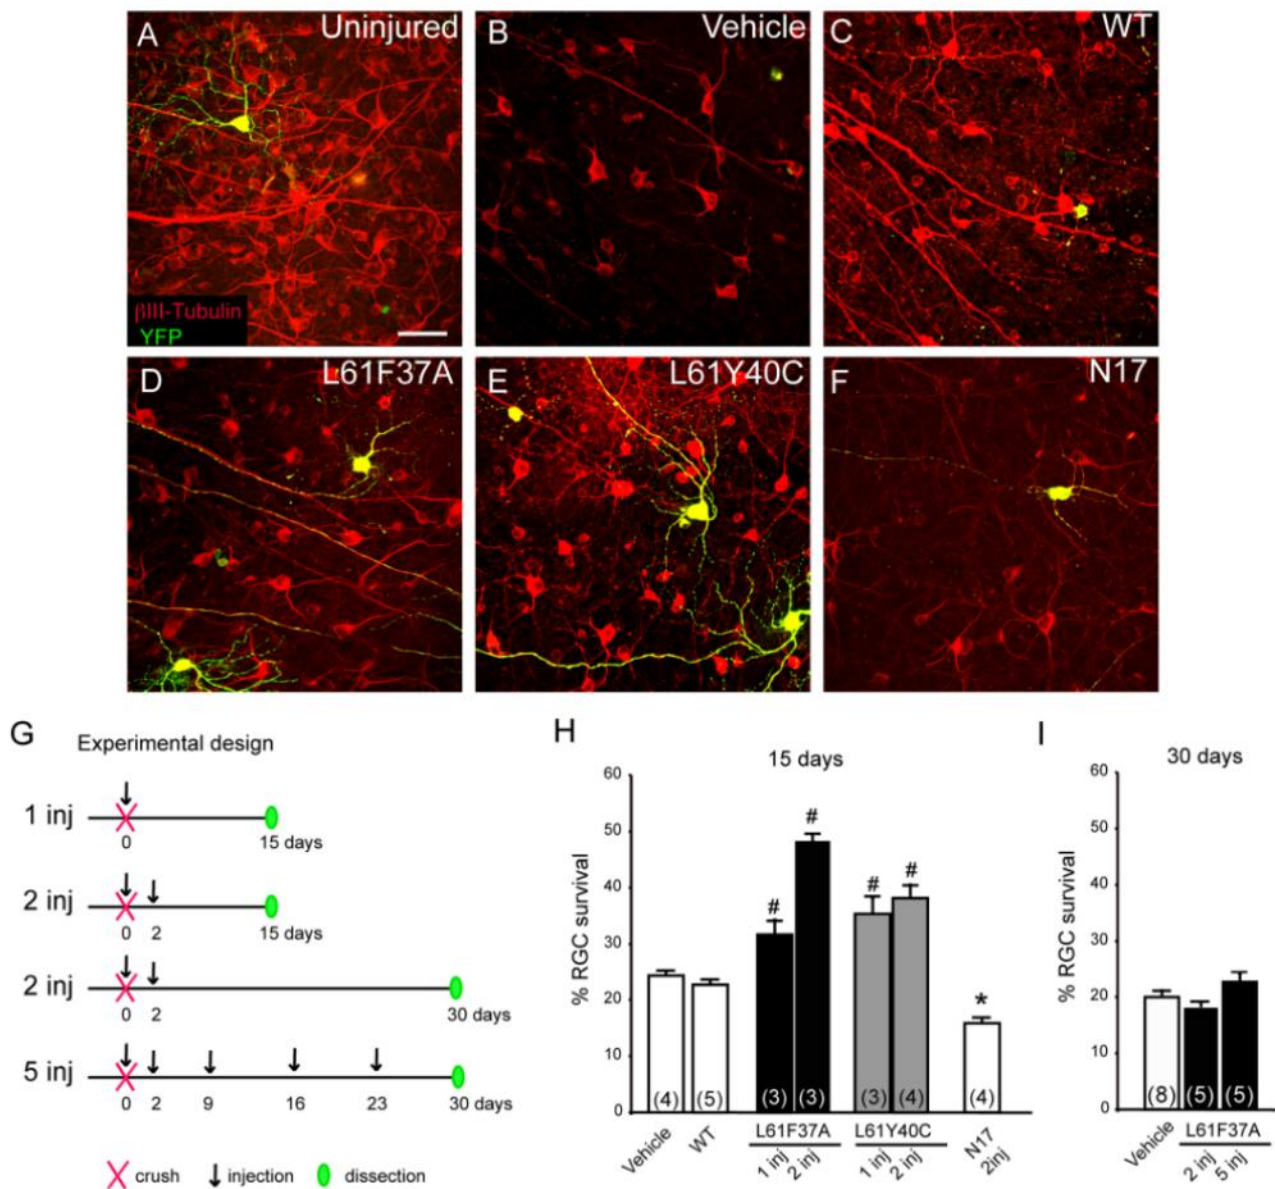 A Uninjured
B Vehicle
C WT
βIII-Tubulin
YFP
D L61F37A
E L61Y40C
F N17
G
Experimental design
1 inj
0
15 days
2 inj
0 2
15 days
2 inj
0 2
30 days
5 inj
0 2 9 16 23
30 days
crush injection dissection
H
15 days
% RGC survival
60
50
40
30
20
10
0
# # # # *
(4) (5) (3) (3) (3) (4) (4)
Vehicle WT L61F37A L61Y40C N17
1 inj 2 inj 1 inj 2 inj 2inj
I
30 days
% RGC survival
60
50
40
30
20
10
0
(8) (5) (5)
Vehicle L61F37A
2 inj 5 inj